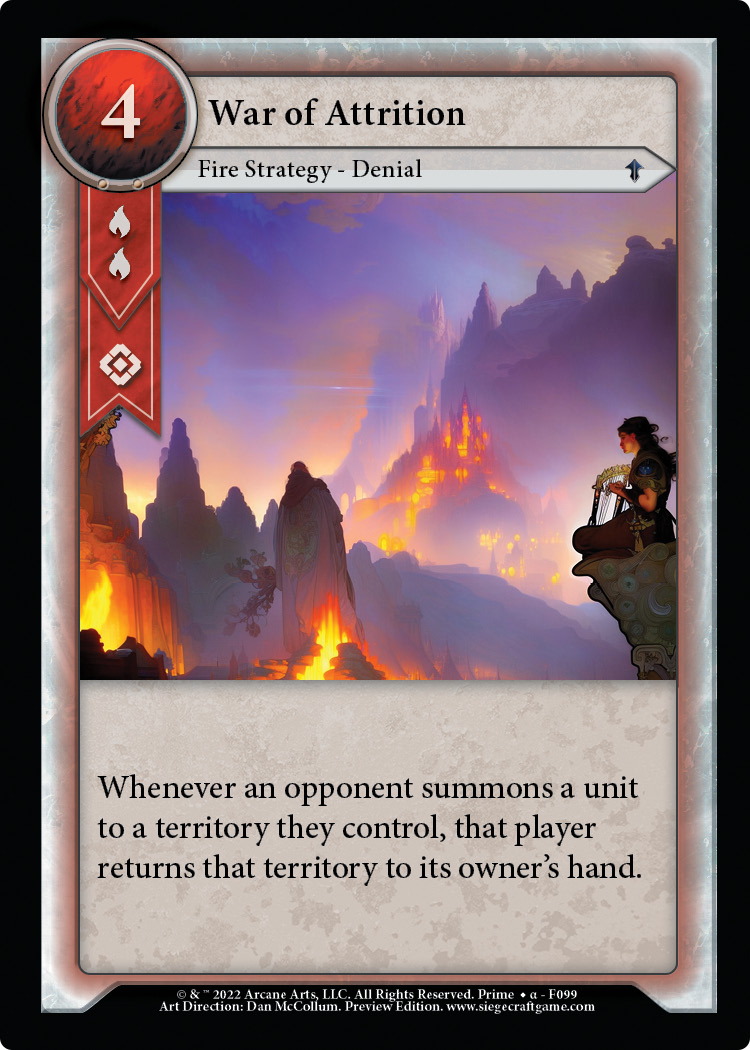 4
War of Attrition
Fire Strategy - Denial
Whenever an opponent summons a unit
to a territory they control, that player
returns that territory to its owner’s hand.
© & ™ 2022 Arcane Arts, LLC. All Rights Reserved. Prime ⬥ α - F099
Art Direction: Dan McCollum. Preview Edition. www.siegecraftgame.com